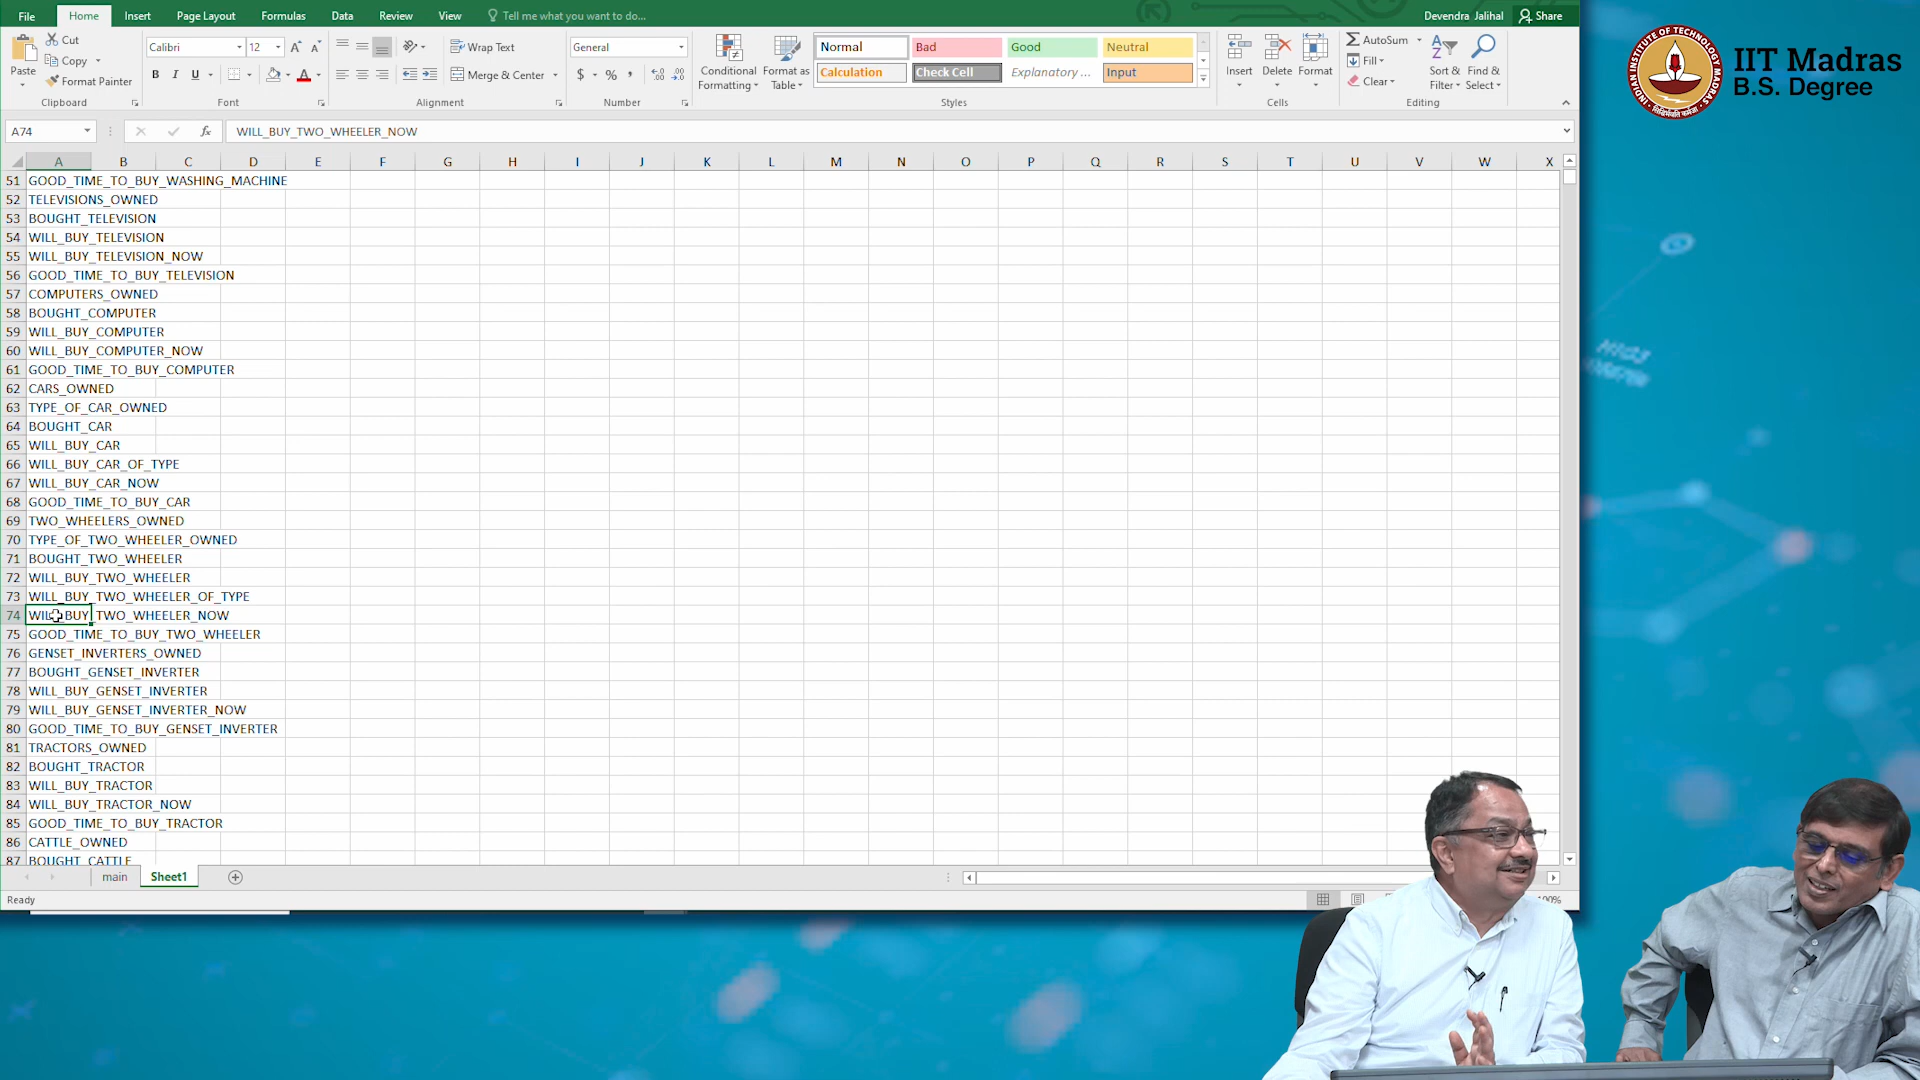 File Home Insert Page Layout Formulas Data Review View Tell me what you want to do... Devendra Jalihal Share
Paste Cut Copy Format Painter
Calibri 12 A A
B I U A
Wrap Text
Merge & Center
General
$ % ,
Conditional Formatting Format as Table
Normal Bad Good Neutral
Calculation Check Cell Explanatory ... Input
Insert Delete Format
AutoSum Fill Clear Sort & Filter Find & Select
Clipboard Font Alignment Number Styles Cells Editing
A74 fx WILL_BUY_TWO_WHEELER_NOW
A B C D E F G H I J K L M N O P Q R S T U V W X
51 GOOD_TIME_TO_BUY_WASHING_MACHINE
52 TELEVISIONS_OWNED
53 BOUGHT_TELEVISION
54 WILL_BUY_TELEVISION
55 WILL_BUY_TELEVISION_NOW
56 GOOD_TIME_TO_BUY_TELEVISION
57 COMPUTERS_OWNED
58 BOUGHT_COMPUTER
59 WILL_BUY_COMPUTER
60 WILL_BUY_COMPUTER_NOW
61 GOOD_TIME_TO_BUY_COMPUTER
62 CARS_OWNED
63 TYPE_OF_CAR_OWNED
64 BOUGHT_CAR
65 WILL_BUY_CAR
66 WILL_BUY_CAR_OF_TYPE
67 WILL_BUY_CAR_NOW
68 GOOD_TIME_TO_BUY_CAR
69 TWO_WHEELERS_OWNED
70 TYPE_OF_TWO_WHEELER_OWNED
71 BOUGHT_TWO_WHEELER
72 WILL_BUY_TWO_WHEELER
73 WILL_BUY_TWO_WHEELER_OF_TYPE
74 WILL_BUY_TWO_WHEELER_NOW
75 GOOD_TIME_TO_BUY_TWO_WHEELER
76 GENSET_INVERTERS_OWNED
77 BOUGHT_GENSET_INVERTER
78 WILL_BUY_GENSET_INVERTER
79 WILL_BUY_GENSET_INVERTER_NOW
80 GOOD_TIME_TO_BUY_GENSET_INVERTER
81 TRACTORS_OWNED
82 BOUGHT_TRACTOR
83 WILL_BUY_TRACTOR
84 WILL_BUY_TRACTOR_NOW
85 GOOD_TIME_TO_BUY_TRACTOR
86 CATTLE_OWNED
87 BOUGHT_CATTLE
main Sheet1
Ready
100%
IIT Madras
B.S. Degree
INDIAN INSTITUTE OF TECHNOLOGY MADRAS